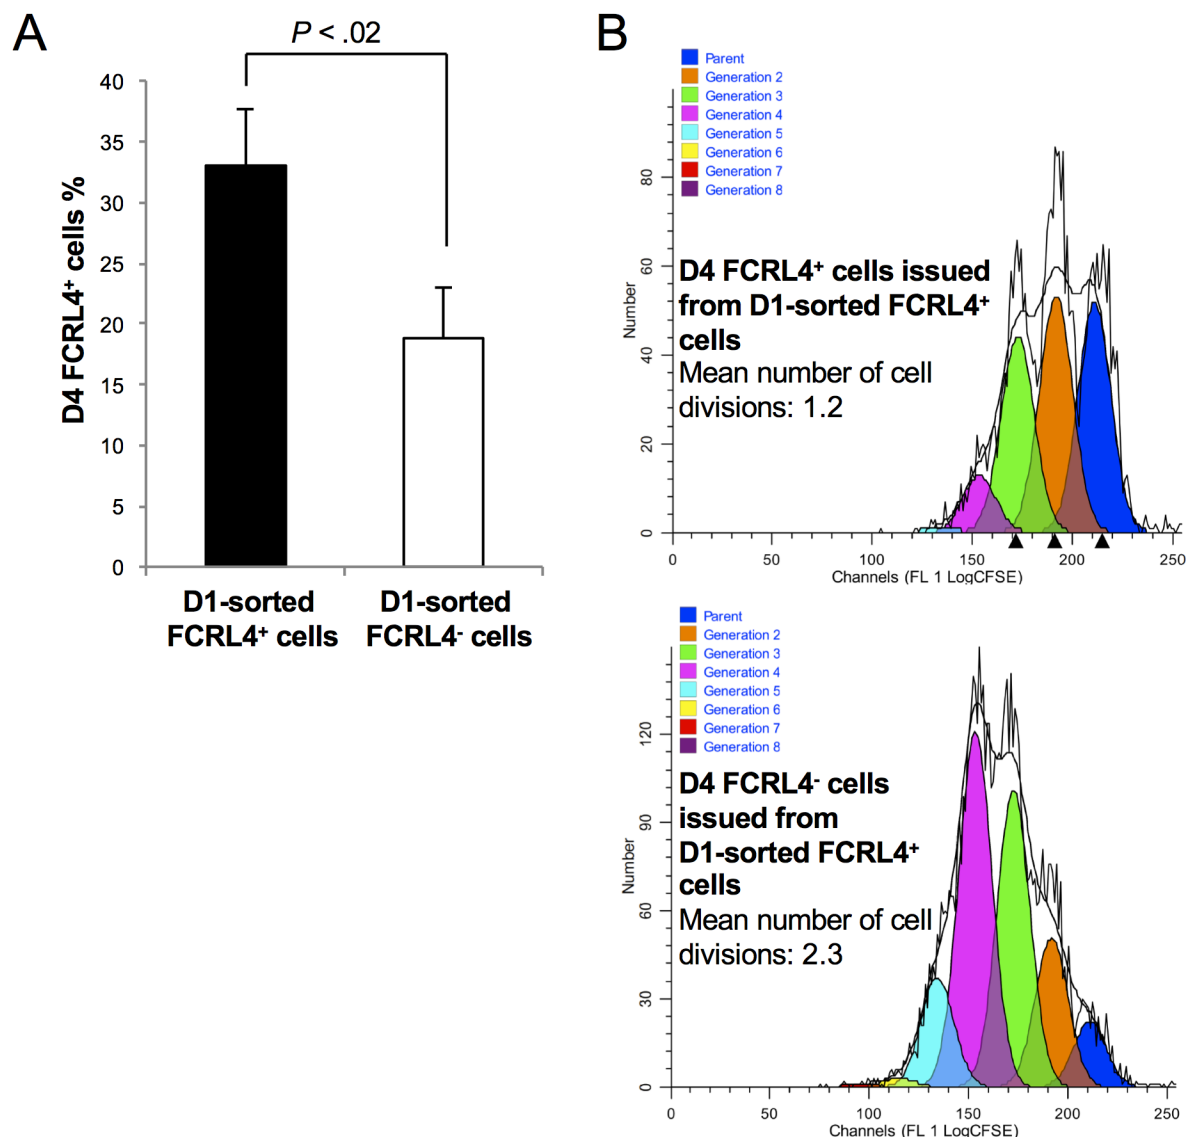 A
P < .02
40
35
30
25
20
15
10
5
0
D4 FCRL4⁺ cells %
D1-sorted
FCRL4⁺ cells
D1-sorted
FCRL4⁻ cells
B
Parent
Generation 2
Generation 3
Generation 4
Generation 5
Generation 6
Generation 7
Generation 8
D4 FCRL4⁺ cells issued
from D1-sorted FCRL4⁺
cells
Mean number of cell
divisions: 1.2
Number
80
60
40
20
0
0 50 100 150 200 250
Channels (FL 1 LogCFSE)
Parent
Generation 2
Generation 3
Generation 4
Generation 5
Generation 6
Generation 7
Generation 8
D4 FCRL4⁻ cells
issued from
D1-sorted FCRL4⁺
cells
Mean number of cell
divisions: 2.3
Number
120
90
60
30
0
0 50 100 150 200 250
Channels (FL 1 LogCFSE)